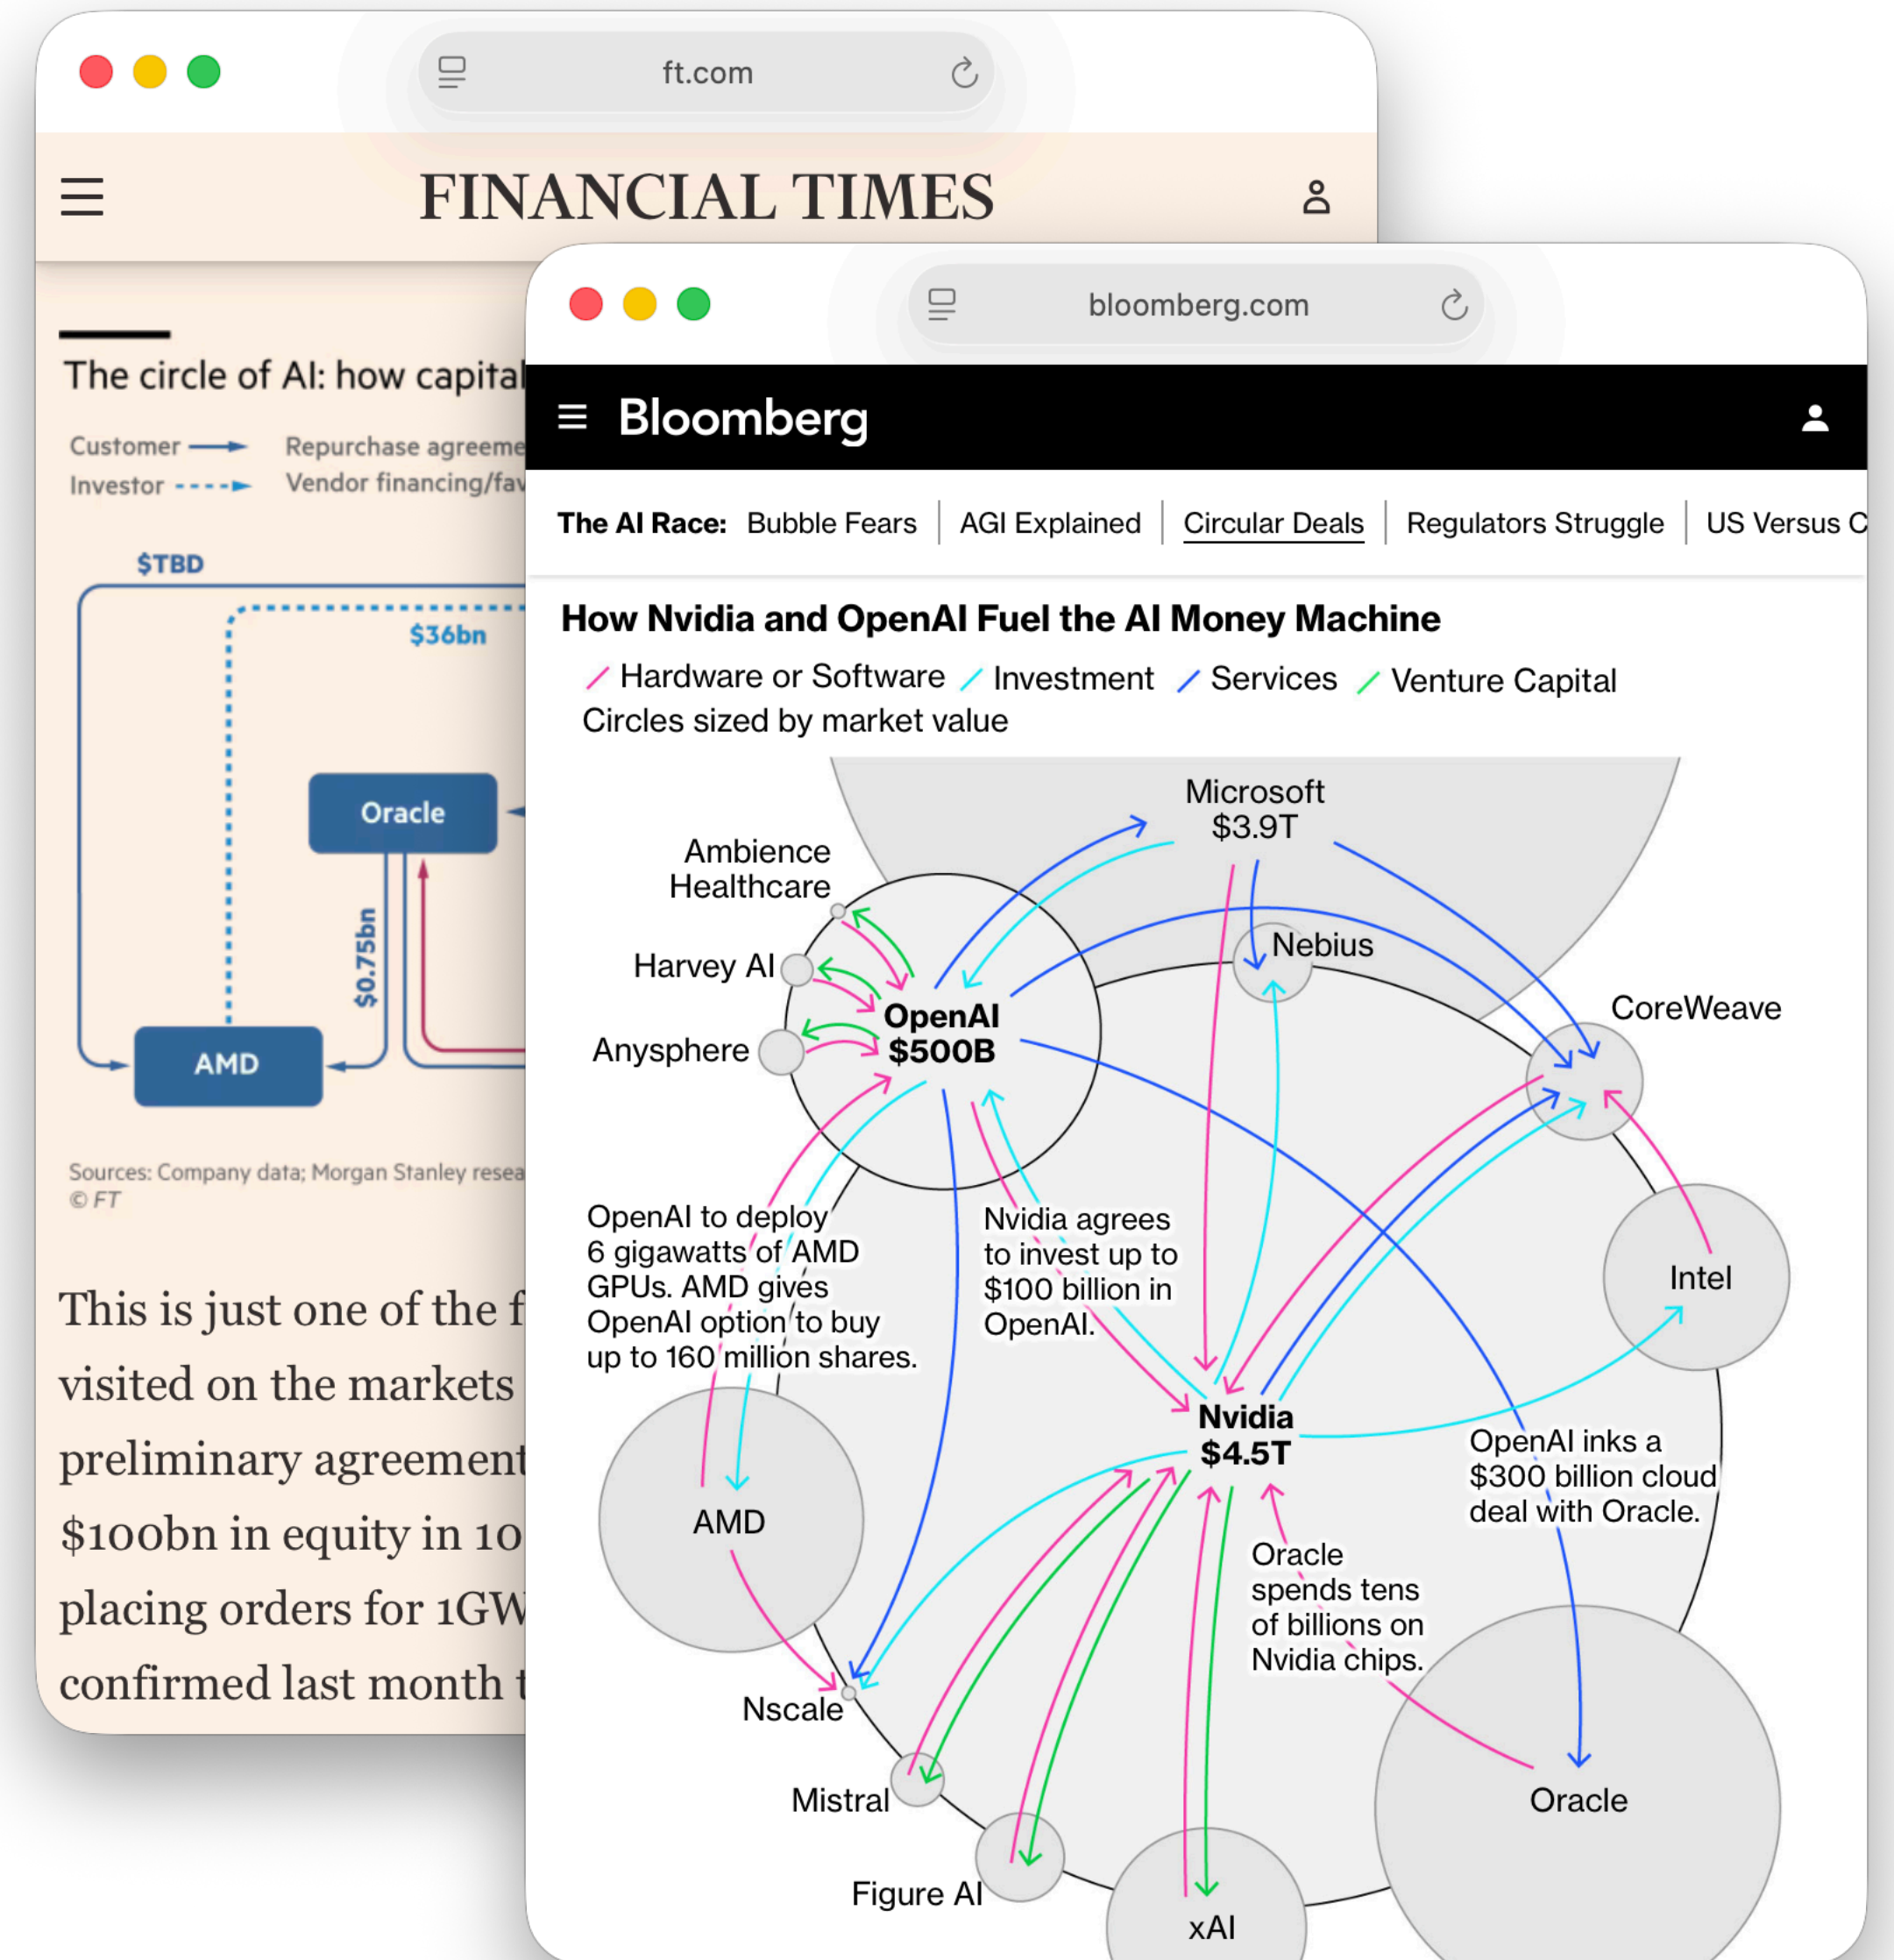 ft.com
FINANCIAL TIMES
The circle of AI: how capital
Customer
Repurchase agreeme
Investor
Vendor financing/fav
$TBD
$36bn
Oracle
$0.75bn
AMD
Sources: Company data; Morgan Stanley resea
© FT
This is just one of the f
visited on the markets
preliminary agreement
$100bn in equity in 10
placing orders for 1GW
confirmed last month t
bloomberg.com
Bloomberg
The AI Race: Bubble Fears | AGI Explained | Circular Deals | Regulators Struggle | US Versus C
How Nvidia and OpenAI Fuel the AI Money Machine
Hardware or Software Investment Services Venture Capital
Circles sized by market value
Microsoft
$3.9T
Ambience
Healthcare
Harvey AI
Nebius
OpenAI
$500B
CoreWeave
Anysphere
OpenAI to deploy
6 gigawatts of AMD
GPUs. AMD gives
OpenAI option to buy
up to 160 million shares.
Nvidia agrees
to invest up to
$100 billion in
OpenAI.
Intel
Nvidia
$4.5T
OpenAI inks a
$300 billion cloud
deal with Oracle.
AMD
Oracle
spends tens
of billions on
Nvidia chips.
Nscale
Mistral
Oracle
Figure AI
xAI